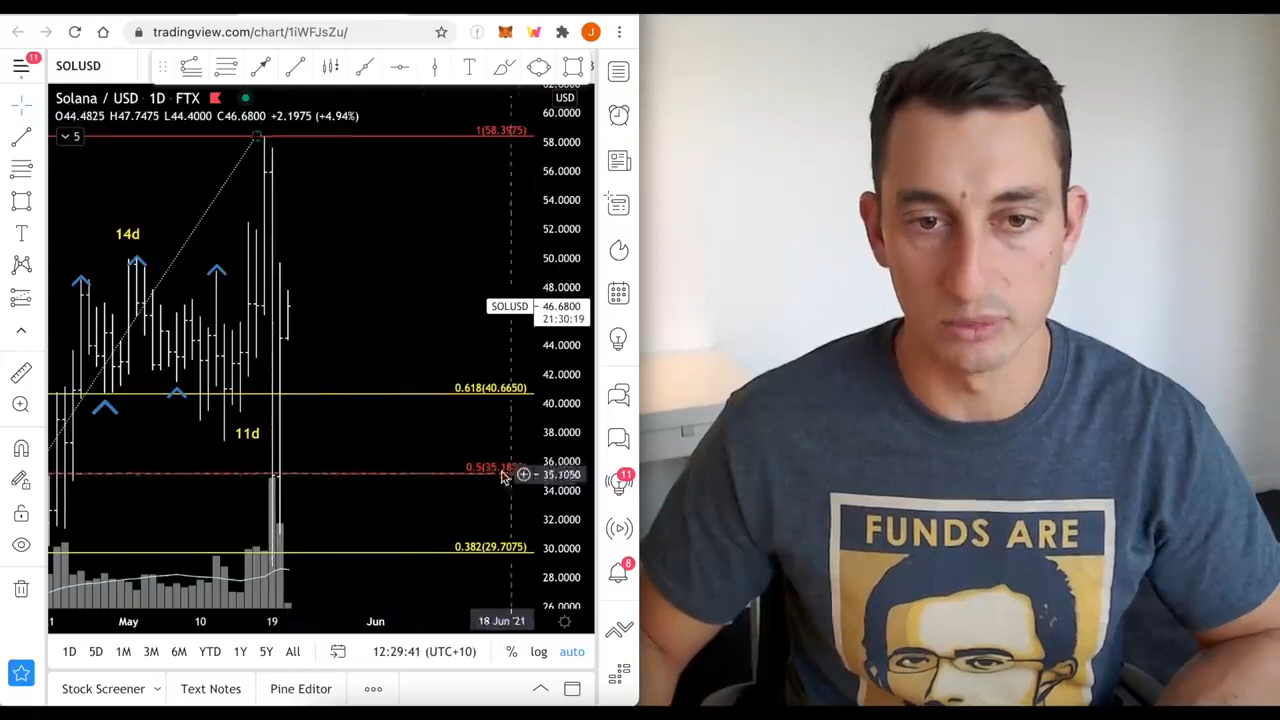 tradingview.com/chart/1iWFJsZu/
J
11
SOLUSD
T
Solana / USD · 1D · FTX
USD
O44.4825 H47.7475 L44.4000 C46.6800 +2.1975 (+4.94%)
5
60.0000
1(58.3975)
58.0000
56.0000
54.0000
14d
52.0000
50.0000
48.0000
SOLUSD
46.6800
21:30:19
44.0000
42.0000
0.618(40.6650)
40.0000
11d
38.0000
36.0000
35.1050
34.0000
32.0000
0.382(29.7075)
30.0000
28.0000
26.0000
1
May
10
19
Jun
18 Jun '21
1D 5D 1M 3M 6M YTD 1Y 5Y All
12:29:41 (UTC+10)
% log auto
Stock Screener
Text Notes
Pine Editor
T
11
8
FUNDS ARE